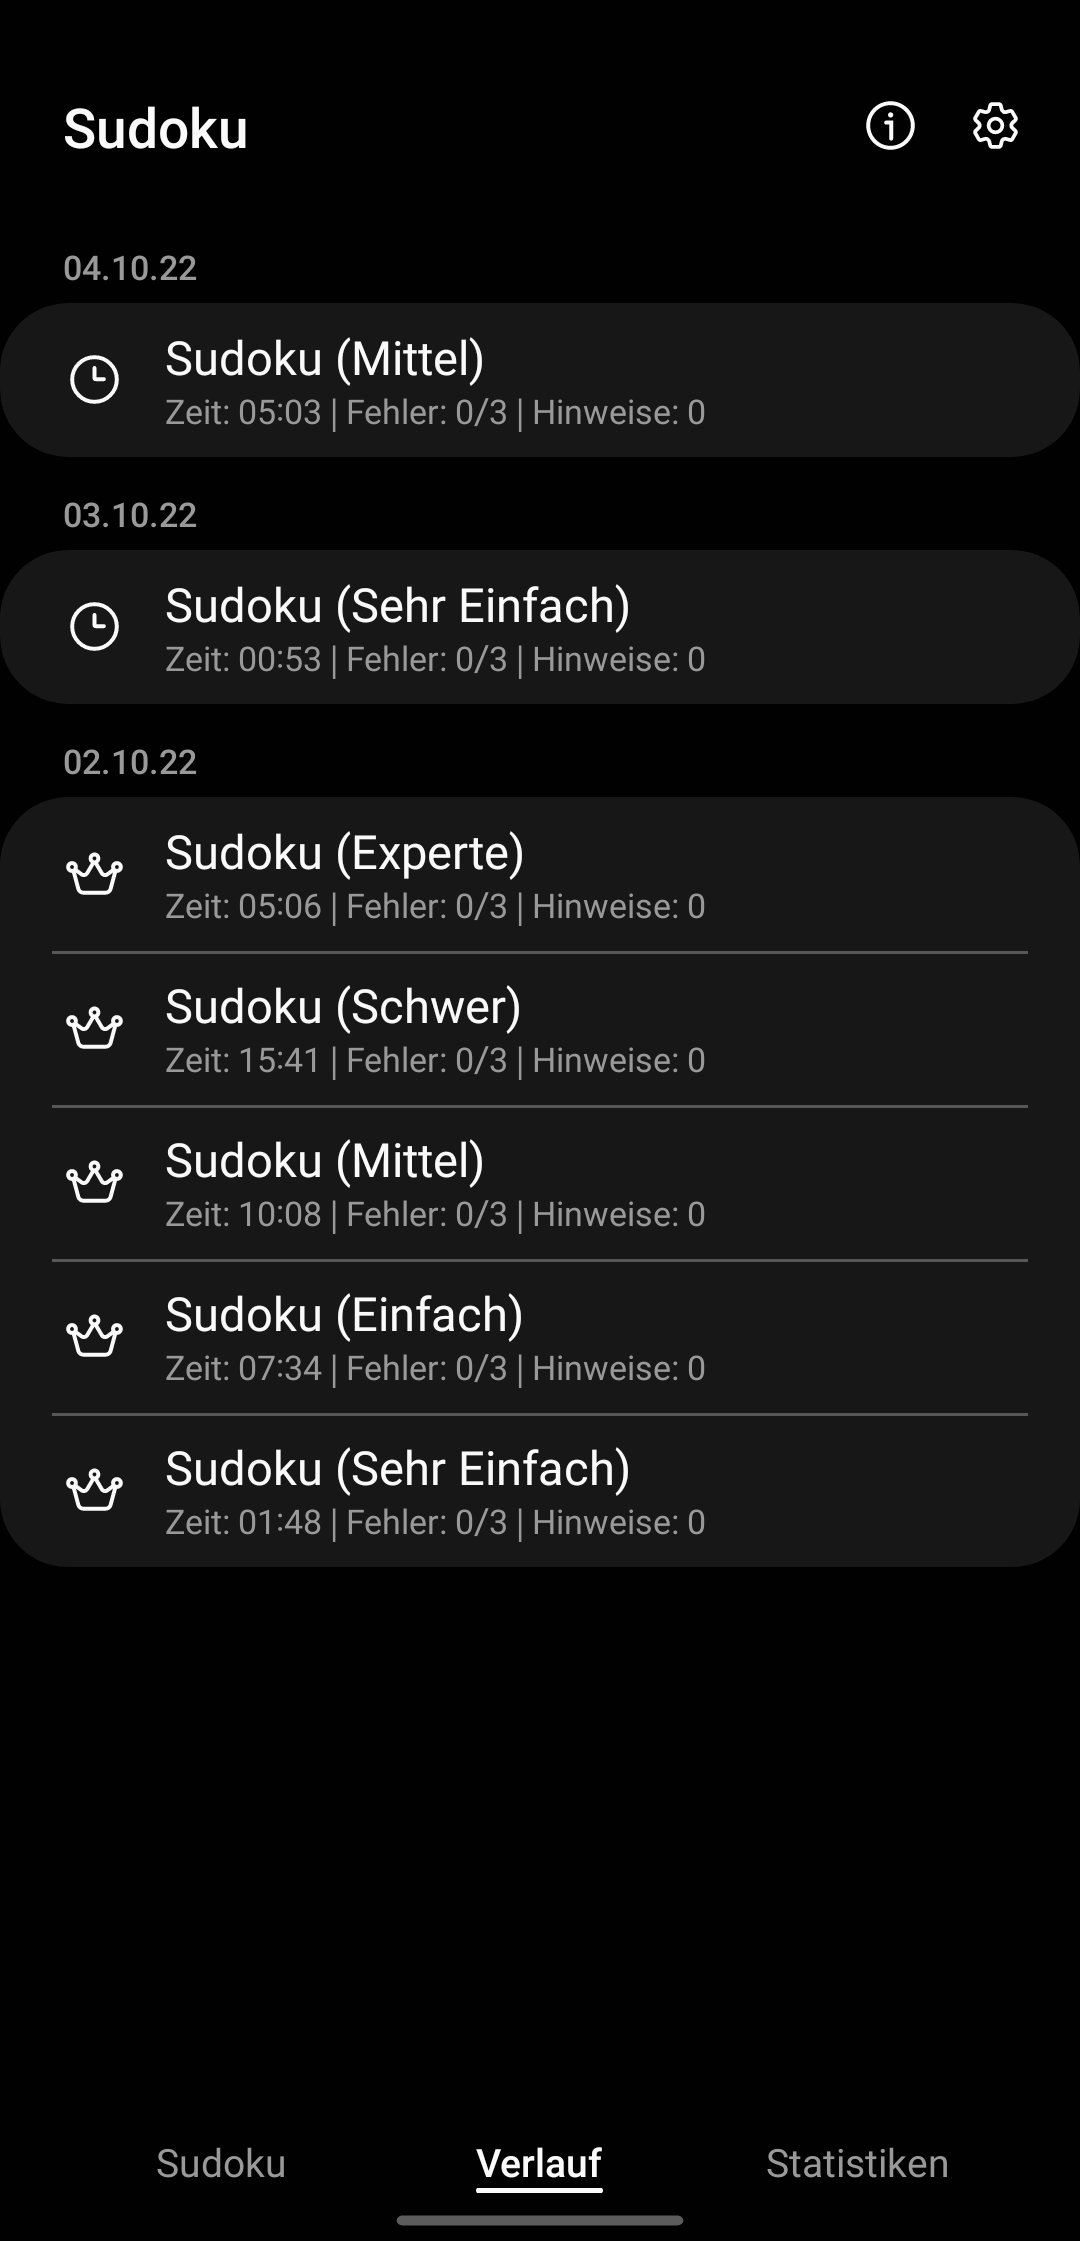 Sudoku
04.10.22
Sudoku (Mittel)
Zeit: 05:03 | Fehler: 0/3 | Hinweise: 0
03.10.22
Sudoku (Sehr Einfach)
Zeit: 00:53 | Fehler: 0/3 | Hinweise: 0
02.10.22
Sudoku (Experte)
Zeit: 05:06 | Fehler: 0/3 | Hinweise: 0
Sudoku (Schwer)
Zeit: 15:41 | Fehler: 0/3 | Hinweise: 0
Sudoku (Mittel)
Zeit: 10:08 | Fehler: 0/3 | Hinweise: 0
Sudoku (Einfach)
Zeit: 07:34 | Fehler: 0/3 | Hinweise: 0
Sudoku (Sehr Einfach)
Zeit: 01:48 | Fehler: 0/3 | Hinweise: 0
Sudoku Verlauf Statistiken